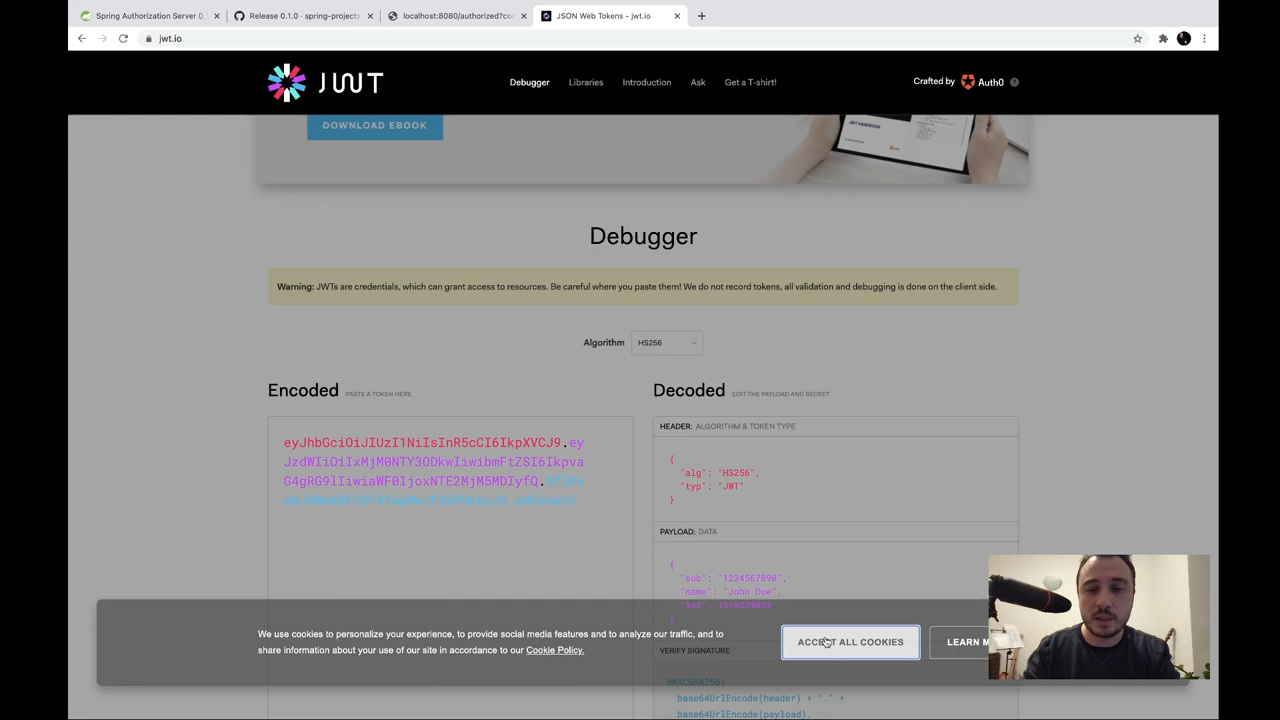 Spring Authorization Server 0.
Release 0.1.0 · spring-projects
localhost:8080/authorized?co
JSON Web Tokens - jwt.io
jwt.io
JWT
Debugger
Libraries
Introduction
Ask
Get a T-shirt!
Crafted by Auth0
DOWNLOAD EBOOK
Debugger
Warning: JWTs are credentials, which can grant access to resources. Be careful where you paste them! We do not record tokens, all validation and debugging is done on the client side.
Algorithm HS256
Encoded PASTE A TOKEN HERE
eyJhbGciOiJIUzI1NiIsInR5cCI6IkpXVCJ9.ey
JzdWIiOiIxMjM0NTY3ODkwIiwibmFtZSI6Ikpva
G4gRG9lIiwiaWF0IjoxNTE2MjM5MDIyfQ.
Decoded EDIT THE PAYLOAD AND SECRET
HEADER: ALGORITHM & TOKEN TYPE
{
"alg": "HS256",
"typ": "JWT"
}
PAYLOAD: DATA
{
"sub": "1234567890",
"name": "John Doe",
"iat": 1516239022
}
We use cookies to personalize your experience, to provide social media features and to analyze our traffic, and to
share information about your use of our site in accordance to our Cookie Policy.
ACCEPT ALL COOKIES
LEARN M
VERIFY SIGNATURE
HMACSHA256(
base64UrlEncode(header) + "." +
base64UrlEncode(payload),